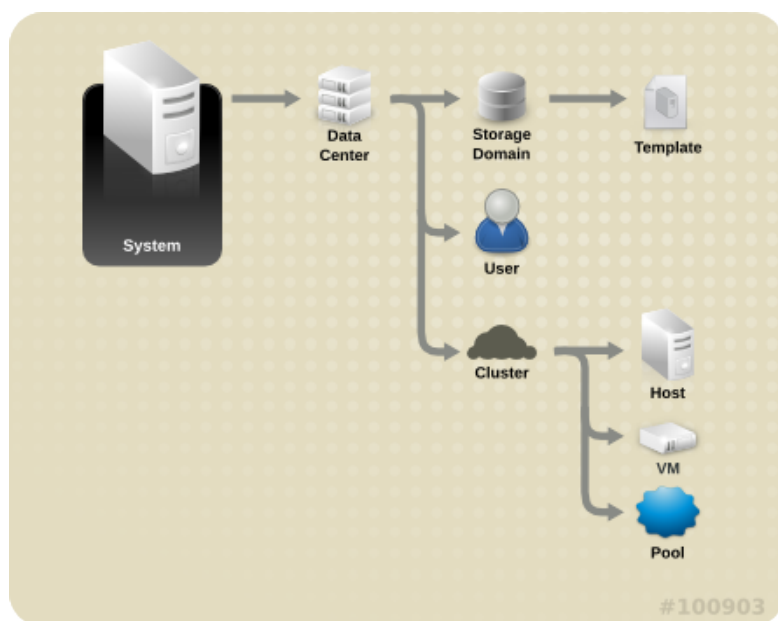 System
Data
Center
Storage
Domain
Template
User
Cluster
Host
VM
Pool
#100903